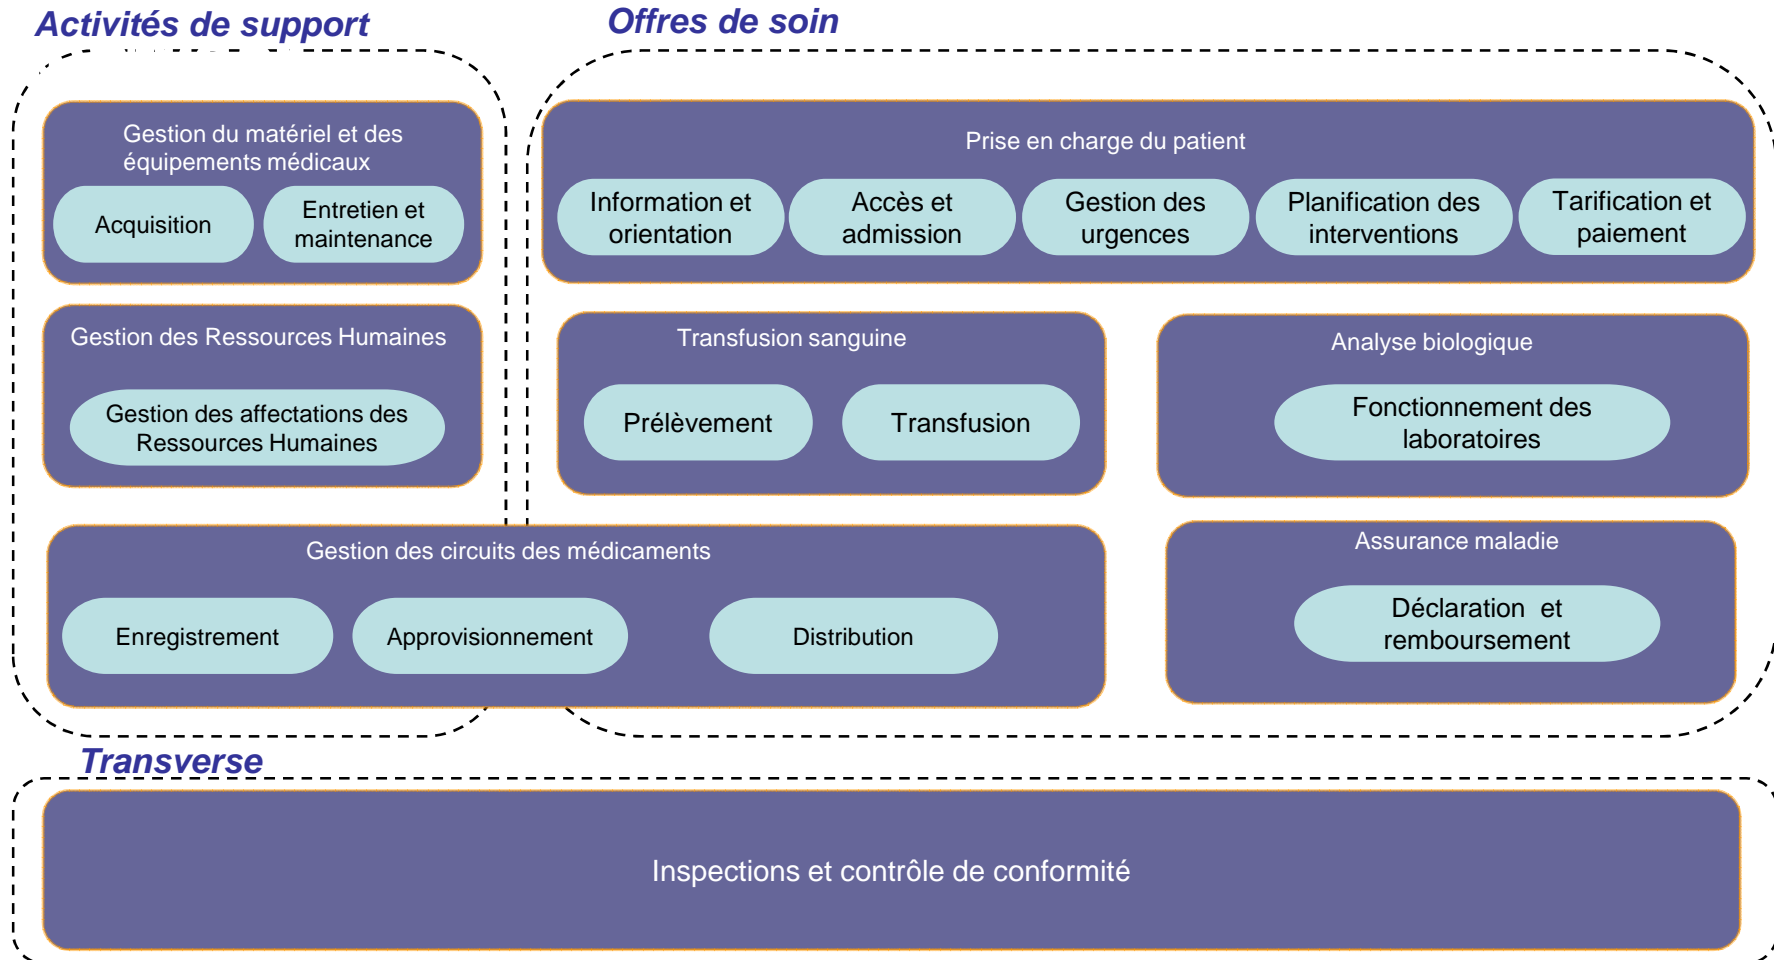 Activités de support
Offres de soin
Gestion du matériel et des
équipements médicaux
Acquisition
Entretien et
maintenance
Prise en charge du patient
Information et
orientation
Accès et
admission
Gestion des
urgences
Planification des
interventions
Tarification et
paiement
Gestion des Ressources Humaines
Gestion des affectations des
Ressources Humaines
Transfusion sanguine
Prélèvement
Transfusion
Analyse biologique
Fonctionnement des
laboratoires
Gestion des circuits des médicaments
Enregistrement
Approvisionnement
Distribution
Assurance maladie
Déclaration et
remboursement
Transverse
Inspections et contrôle de conformité